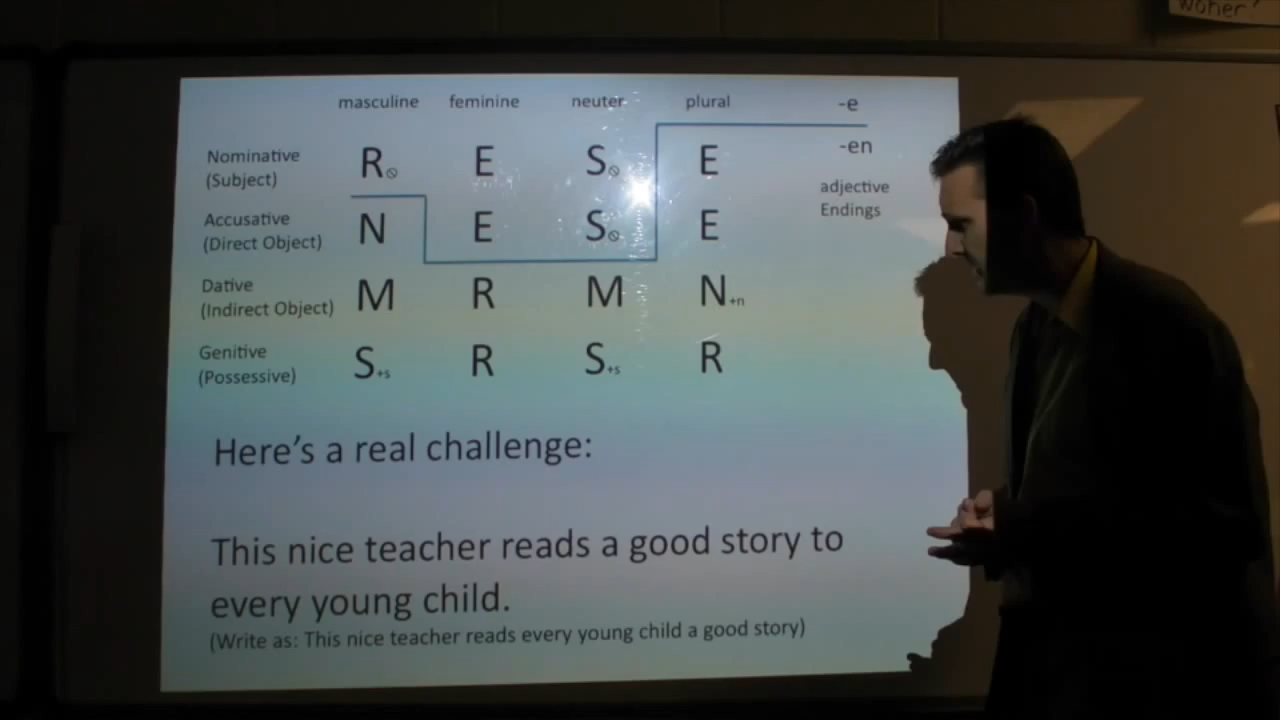 woher?
masculine feminine neuter plural -e
Nominative R∅ E S∅ E -en
(Subject) adjective
Accusative N E S∅ E Endings
(Direct Object)
Dative M R M N+n
(Indirect Object)
Genitive S+s R S+s R
(Possessive)
Here's a real challenge:
This nice teacher reads a good story to
every young child.
(Write as: This nice teacher reads every young child a good story)